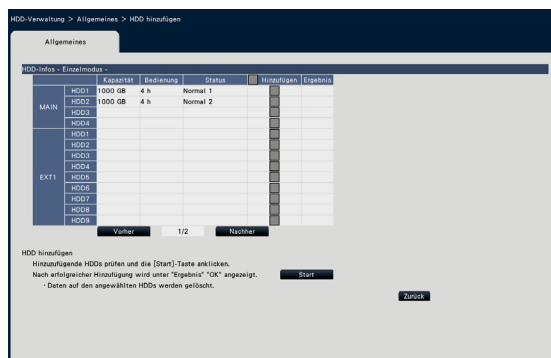 HDD-Verwaltung > Allgemeines > HDD hinzufügen
Allgemeines
HDD-Infos - Einzelmodus -
Kapazität Bedienung Status Hinzufügen Ergebnis
MAIN
HDD1 1000 GB 4 h Normal 1
HDD2 1000 GB 4 h Normal 2
HDD3
HDD4
EXT1
HDD1
HDD2
HDD3
HDD4
HDD5
HDD6
HDD7
HDD8
HDD9
Vorher 1/2 Nachher
HDD hinzufügen
Hinzuzufügende HDDs prüfen und die [Start]-Taste anklicken.
Nach erfolgreicher Hinzufügung wird unter "Ergebnis" "OK" angezeigt. Start
· Daten auf den angewählten HDDs werden gelöscht.
Zurück